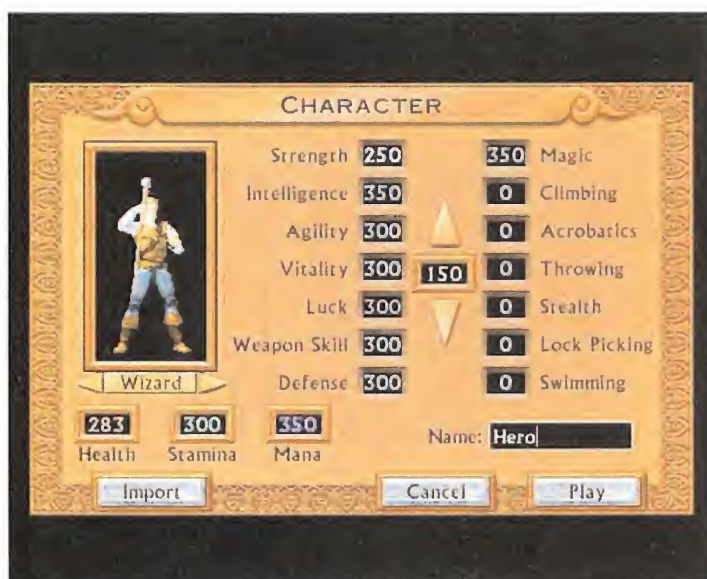 CHARACTER
Strength 250 350 Magic
Intelligence 350 0 Climbing
Agility 300 0 Acrobatics
Vitality 300 150 0 Throwing
Luck 300 0 Stealth
Weapon Skill 300 0 Lock Picking
Defense 300 0 Swimming
Wizard
283 300 350
Health Stamina Mana
Name: Hero
Import Cancel Play